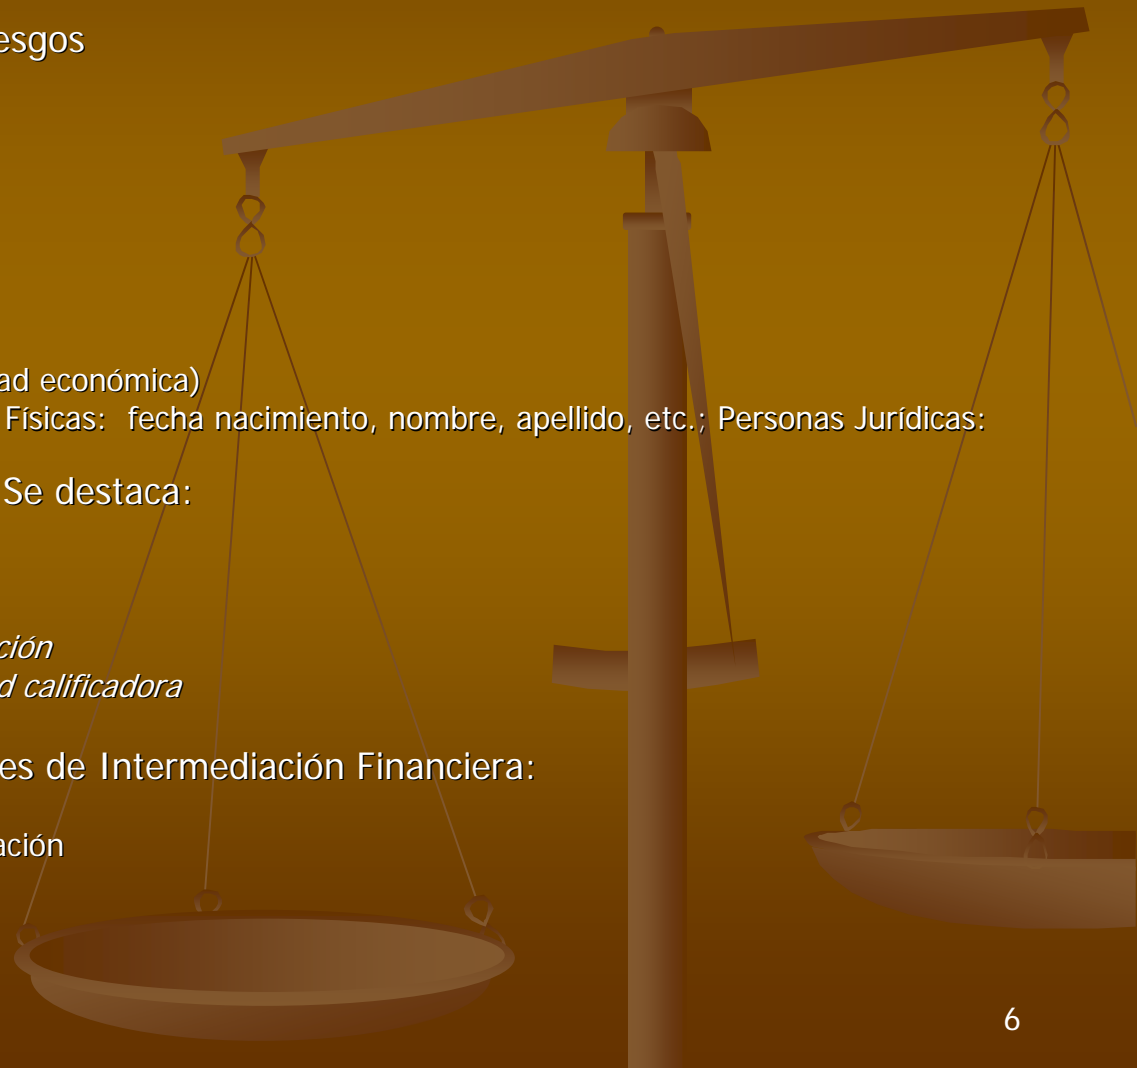 esgos
ad económica)
Físicas: fecha nacimiento, nombre, apellido, etc.; Personas Jurídicas:
Se destaca:
ción
d calificadora
es de Intermediación Financiera:
ación
6